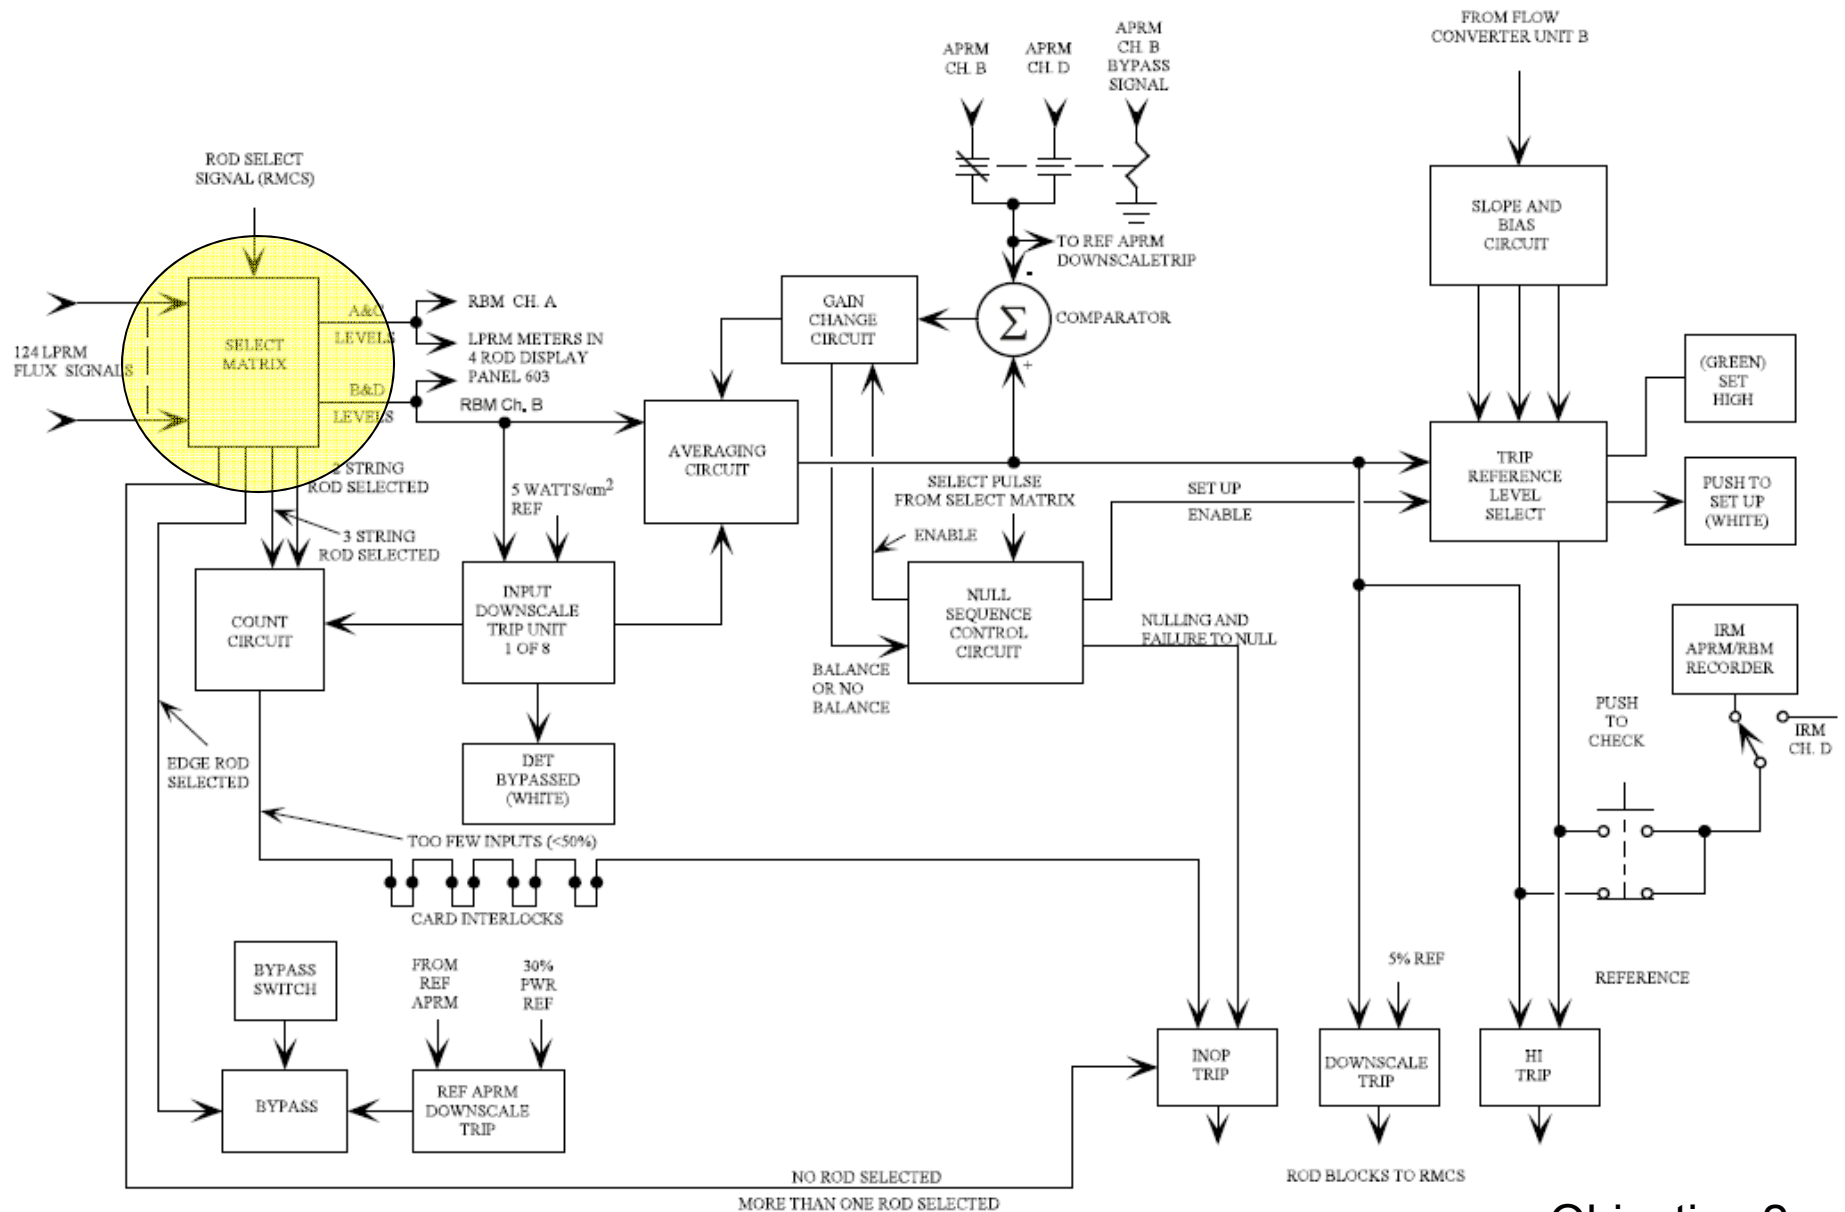 FROM FLOW
CONVERTER UNIT B
APRM
CH. B
APRM
CH. D
APRM
CH. B
BYPASS
SIGNAL
ROD SELECT
SIGNAL (RMCS)
SLOPE AND
BIAS
CIRCUIT
TO REF APRM
DOWNSCALETRIP
-
124 LPRM
FLUX SIGNALS
SELECT
MATRIX
A&C
LEVELS
B&D
LEVELS
RBM CH. A
LPRM METERS IN
4 ROD DISPLAY
PANEL 603
RBM Ch. B
GAIN
CHANGE
CIRCUIT
Σ
COMPARATOR
+
(GREEN)
SET
HIGH
AVERAGING
CIRCUIT
TRIP
REFERENCE
LEVEL
SELECT
PUSH TO
SET UP
(WHITE)
2 STRING
ROD SELECTED
3 STRING
ROD SELECTED
5 WATTS/cm2
REF
SELECT PULSE
FROM SELECT MATRIX
SET UP
ENABLE
ENABLE
COUNT
CIRCUIT
INPUT
DOWNSCALE
TRIP UNIT
1 OF 8
NULL
SEQUENCE
CONTROL
CIRCUIT
NULLING AND
FAILURE TO NULL
BALANCE
OR NO
BALANCE
IRM
APRM/RBM
RECORDER
PUSH
TO
CHECK
IRM
CH. D
EDGE ROD
SELECTED
DET
BYPASSED
(WHITE)
TOO FEW INPUTS (<50%)
CARD INTERLOCKS
BYPASS
SWITCH
FROM
REF
APRM
30%
PWR
REF
5% REF
REFERENCE
BYPASS
REF APRM
DOWNSCALE
TRIP
INOP
TRIP
DOWNSCALE
TRIP
HI
TRIP
NO ROD SELECTED
MORE THAN ONE ROD SELECTED
ROD BLOCKS TO RMCS